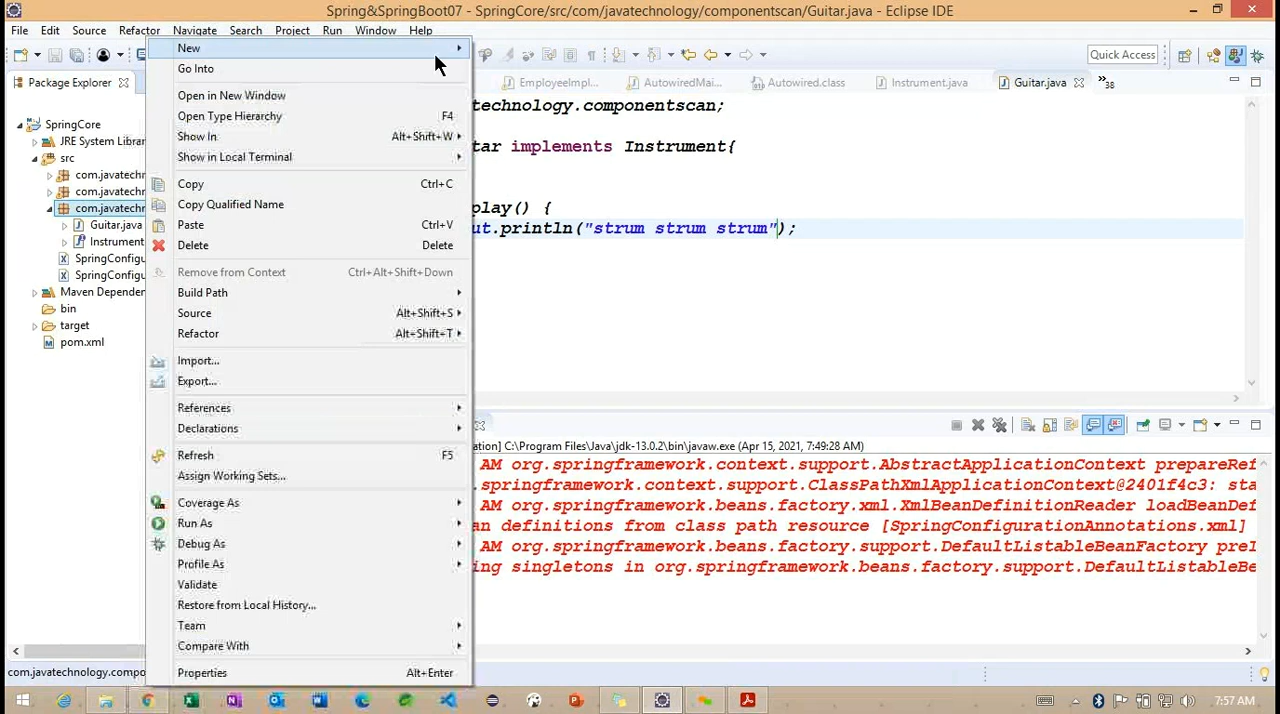 Spring&SpringBoot07 - SpringCore/src/com/javatechnology/componentscan/Guitar.java - Eclipse IDE
File Edit Source Refactor Navigate Search Project Run Window Help
Quick Access
Package Explorer
EmployeeImpl...
AutowiredMai...
Autowired.class
Instrument.java
Guitar.java
38
SpringCore
JRE System Librar
src
com.javatechn
com.javatechn
com.javatechn
Guitar.java
Instrument
SpringConfigu
SpringConfigu
Maven Dependen
bin
target
pom.xml
New
Go Into
Open in New Window
Open Type Hierarchy F4
Show In Alt+Shift+W
Show in Local Terminal
Copy Ctrl+C
Copy Qualified Name
Paste Ctrl+V
Delete Delete
Remove from Context Ctrl+Alt+Shift+Down
Build Path
Source Alt+Shift+S
Refactor Alt+Shift+T
Import...
Export...
References
Declarations
Refresh F5
Assign Working Sets...
Coverage As
Run As
Debug As
Profile As
Validate
Restore from Local History...
Team
Compare With
Properties Alt+Enter
technology.componentscan;
tar implements Instrument{
play() {
ut.println("strum strum strum");
ation] C:\Program Files\Java\jdk-13.0.2\bin\javaw.exe (Apr 15, 2021, 7:49:28 AM)
AM org.springframework.context.support.AbstractApplicationContext prepareRef
.springframework.context.support.ClassPathXmlApplicationContext@2401f4c3: sta
AM org.springframework.beans.factory.xml.XmlBeanDefinitionReader loadBeanDef
an definitions from class path resource [SpringConfigurationAnnotations.xml]
AM org.springframework.beans.factory.support.DefaultListableBeanFactory preI
ing singletons in org.springframework.beans.factory.support.DefaultListableBe
com.javatechnology.compo
7:57 AM